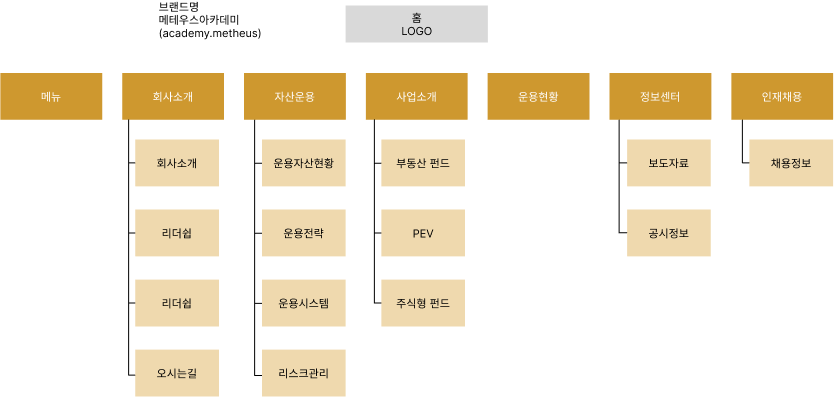 브랜드명
메테우스아카데미
(academy.metheus)
홈
LOGO
메뉴
회사소개
자산운용
사업소개
운용현황
정보센터
인재채용
회사소개
운용자산현황
부동산 펀드
보도자료
채용정보
리더쉽
운용전략
PEV
공시정보
리더쉽
운용시스템
주식형 펀드
오시는길
리스크관리